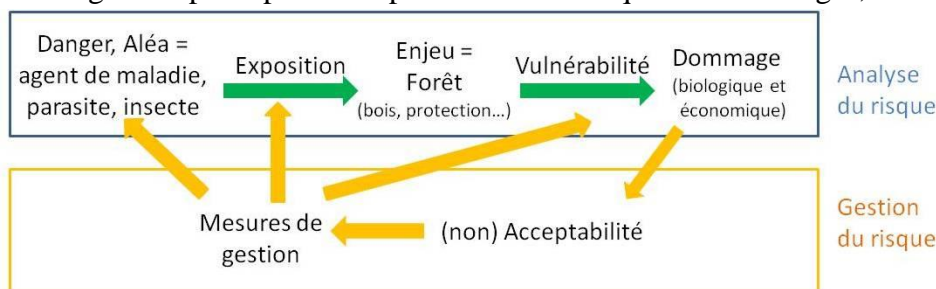 Danger, Aléa =
agent de maladie,
parasite, insecte
Exposition
Enjeu =
Forêt
(bois, protection…)
Vulnérabilité
Dommage
(biologique et
économique)
Analyse
du risque
Mesures de
gestion
(non) Acceptabilité
Gestion
du risque